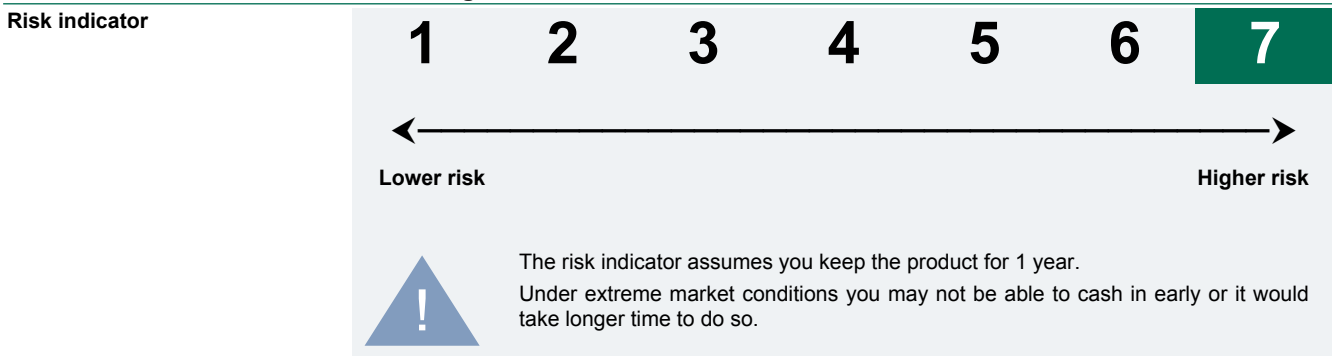 Risk indicator
1 2 3 4 5 6 7
Lower risk Higher risk
!
The risk indicator assumes you keep the product for 1 year.
Under extreme market conditions you may not be able to cash in early or it would
take longer time to do so.